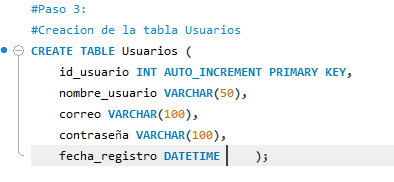 #Paso 3:
#Creacion de la tabla Usuarios
CREATE TABLE Usuarios (
id_usuario INT AUTO_INCREMENT PRIMARY KEY,
nombre_usuario VARCHAR(50),
correo VARCHAR(100),
contraseña VARCHAR(100),
fecha_registro DATETIME );